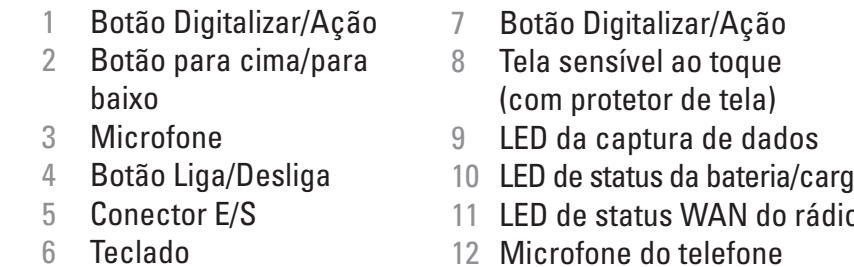 1 Botão Digitalizar/Ação
2 Botão para cima/para
baixo
3 Microfone
4 Botão Liga/Desliga
5 Conector E/S
6 Teclado
7 Botão Digitalizar/Ação
8 Tela sensível ao toque
(com protetor de tela)
9 LED da captura de dados
10 LED de status da bateria/carg
11 LED de status WAN do rádio
12 Microfone do telefone